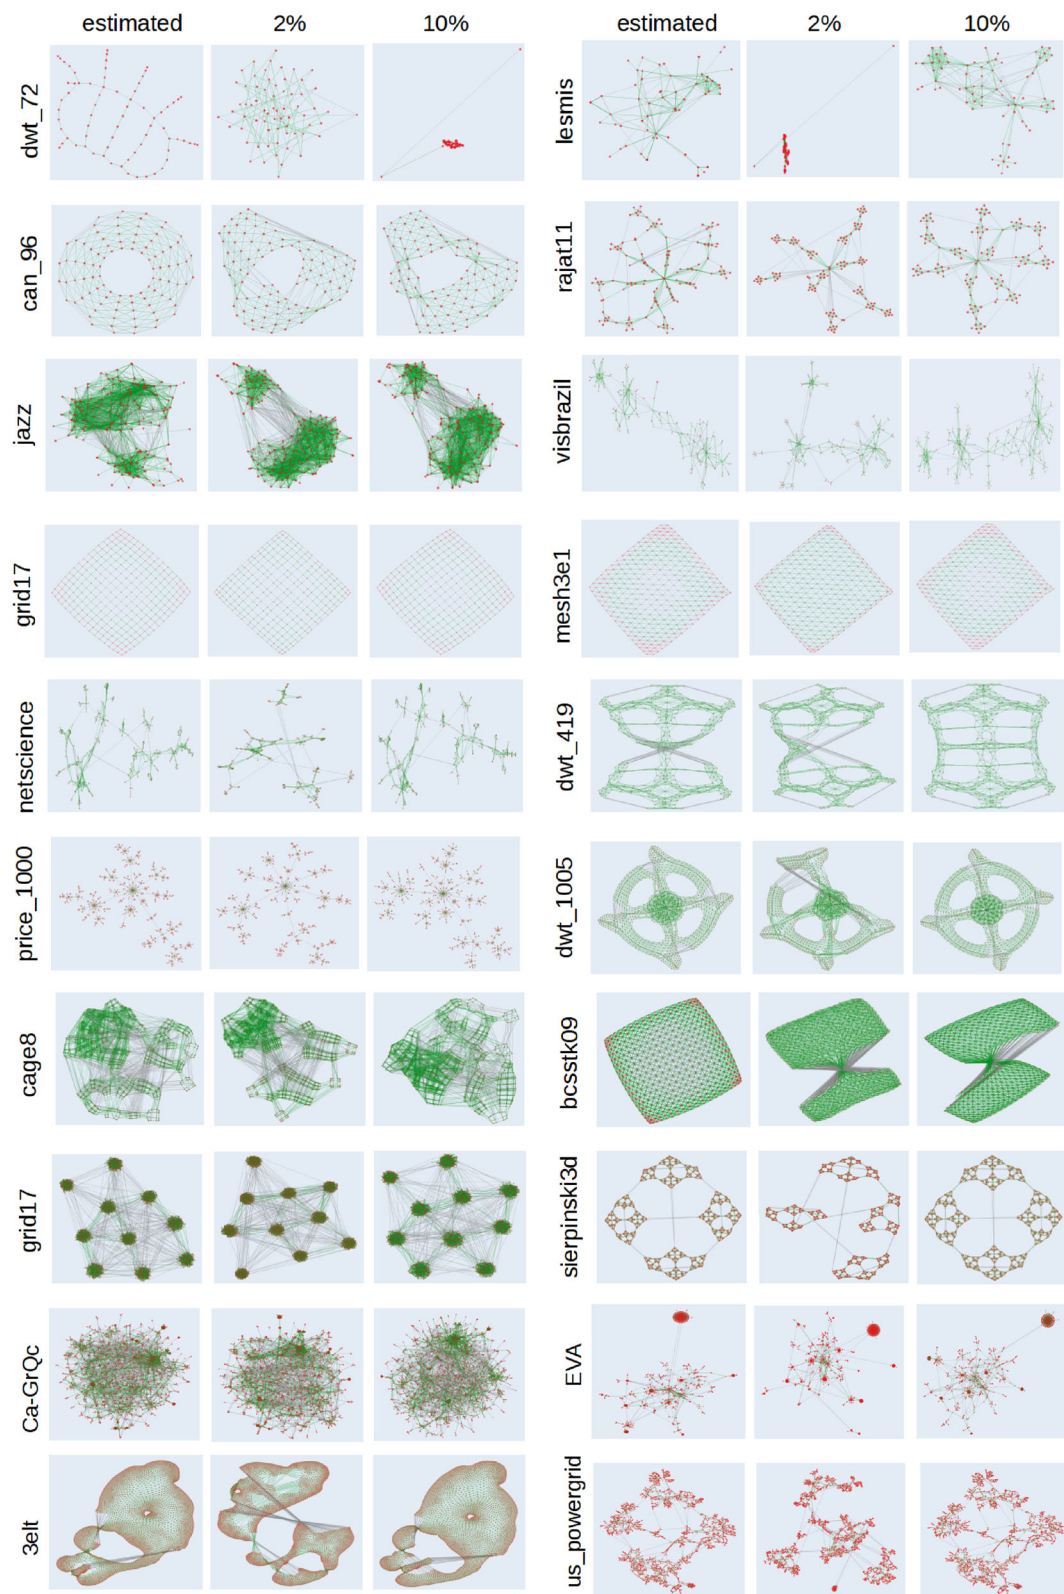 estimated 2% 10% estimated 2% 10%
dwt_72 lesmis
can_96 rajat11
jazz visbrazil
grid17 mesh3e1
netscience dwt_419
price_1000 dwt_1005
cage8 bcsstk09
grid17 sierpinski3d
Ca-GrQc EVA
3elt us_powergrid